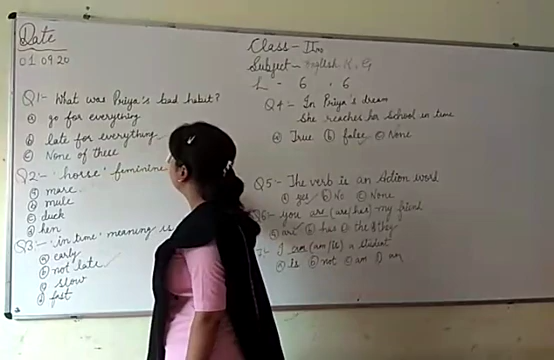 Date
01 09 20
Class - II
Subject - English R.G
L - 6 . 6
Q1:- What was Priya's bad habit?
a go for everything
b late for everything
c None of these
Q2:- 'horse' feminine
a mare
b mule
c duck
d hen
Q3:- 'in time' meaning is
a early
b not late
c slow
d fast
Q4:- In Priya's dream
She reaches her School in time
a True b false c None
Q5:- The verb is an Action word
a yes b No c None
Q6:- you are (are/has) my friend
a are b has c the d they
7:- I am (am/is) a student
a Is b not c am d an